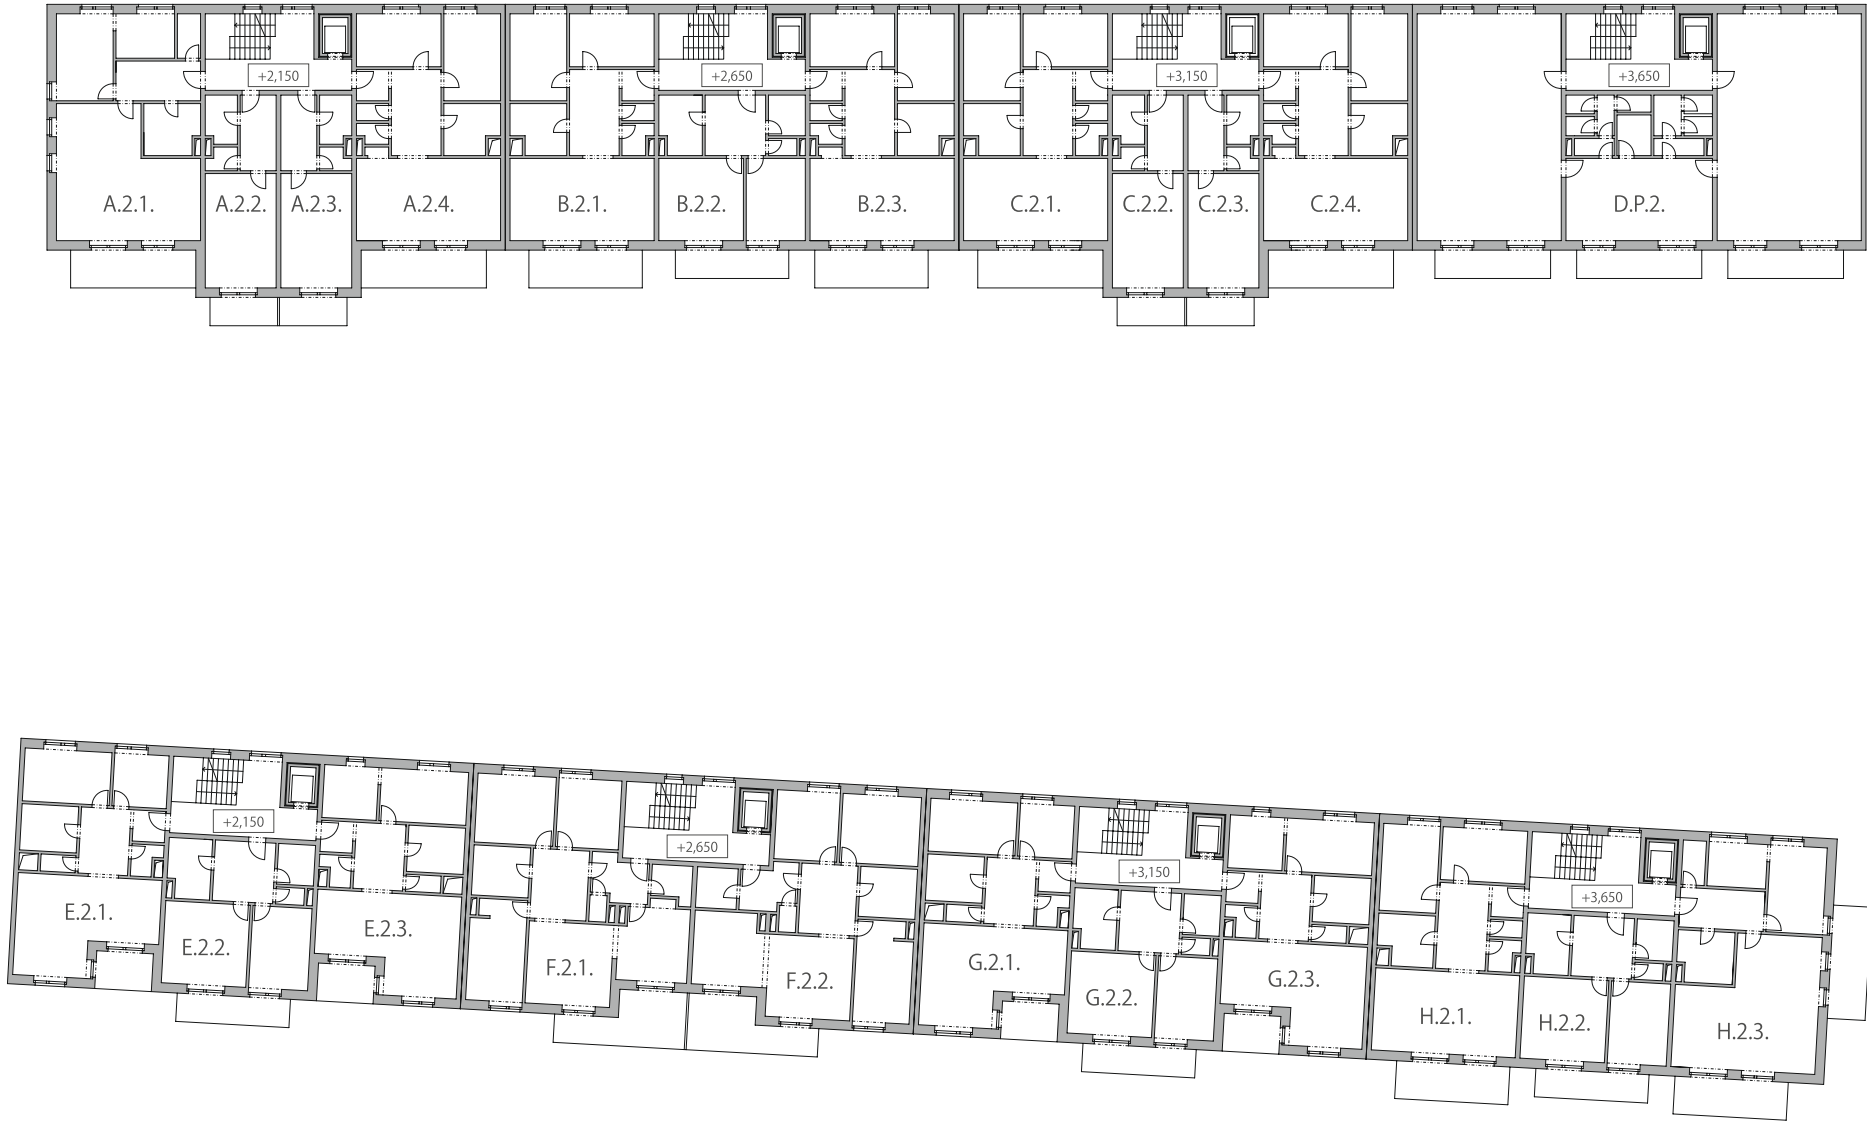 +2,150
+2,650
+3,150
+3,650
A.2.1.
A.2.2.
A.2.3.
A.2.4.
B.2.1.
B.2.2.
B.2.3.
C.2.1.
C.2.2.
C.2.3.
C.2.4.
D.P.2.
+2,150
+2,650
+3,150
+3,650
E.2.1.
E.2.2.
E.2.3.
F.2.1.
F.2.2.
G.2.1.
G.2.2.
G.2.3.
H.2.1.
H.2.2.
H.2.3.